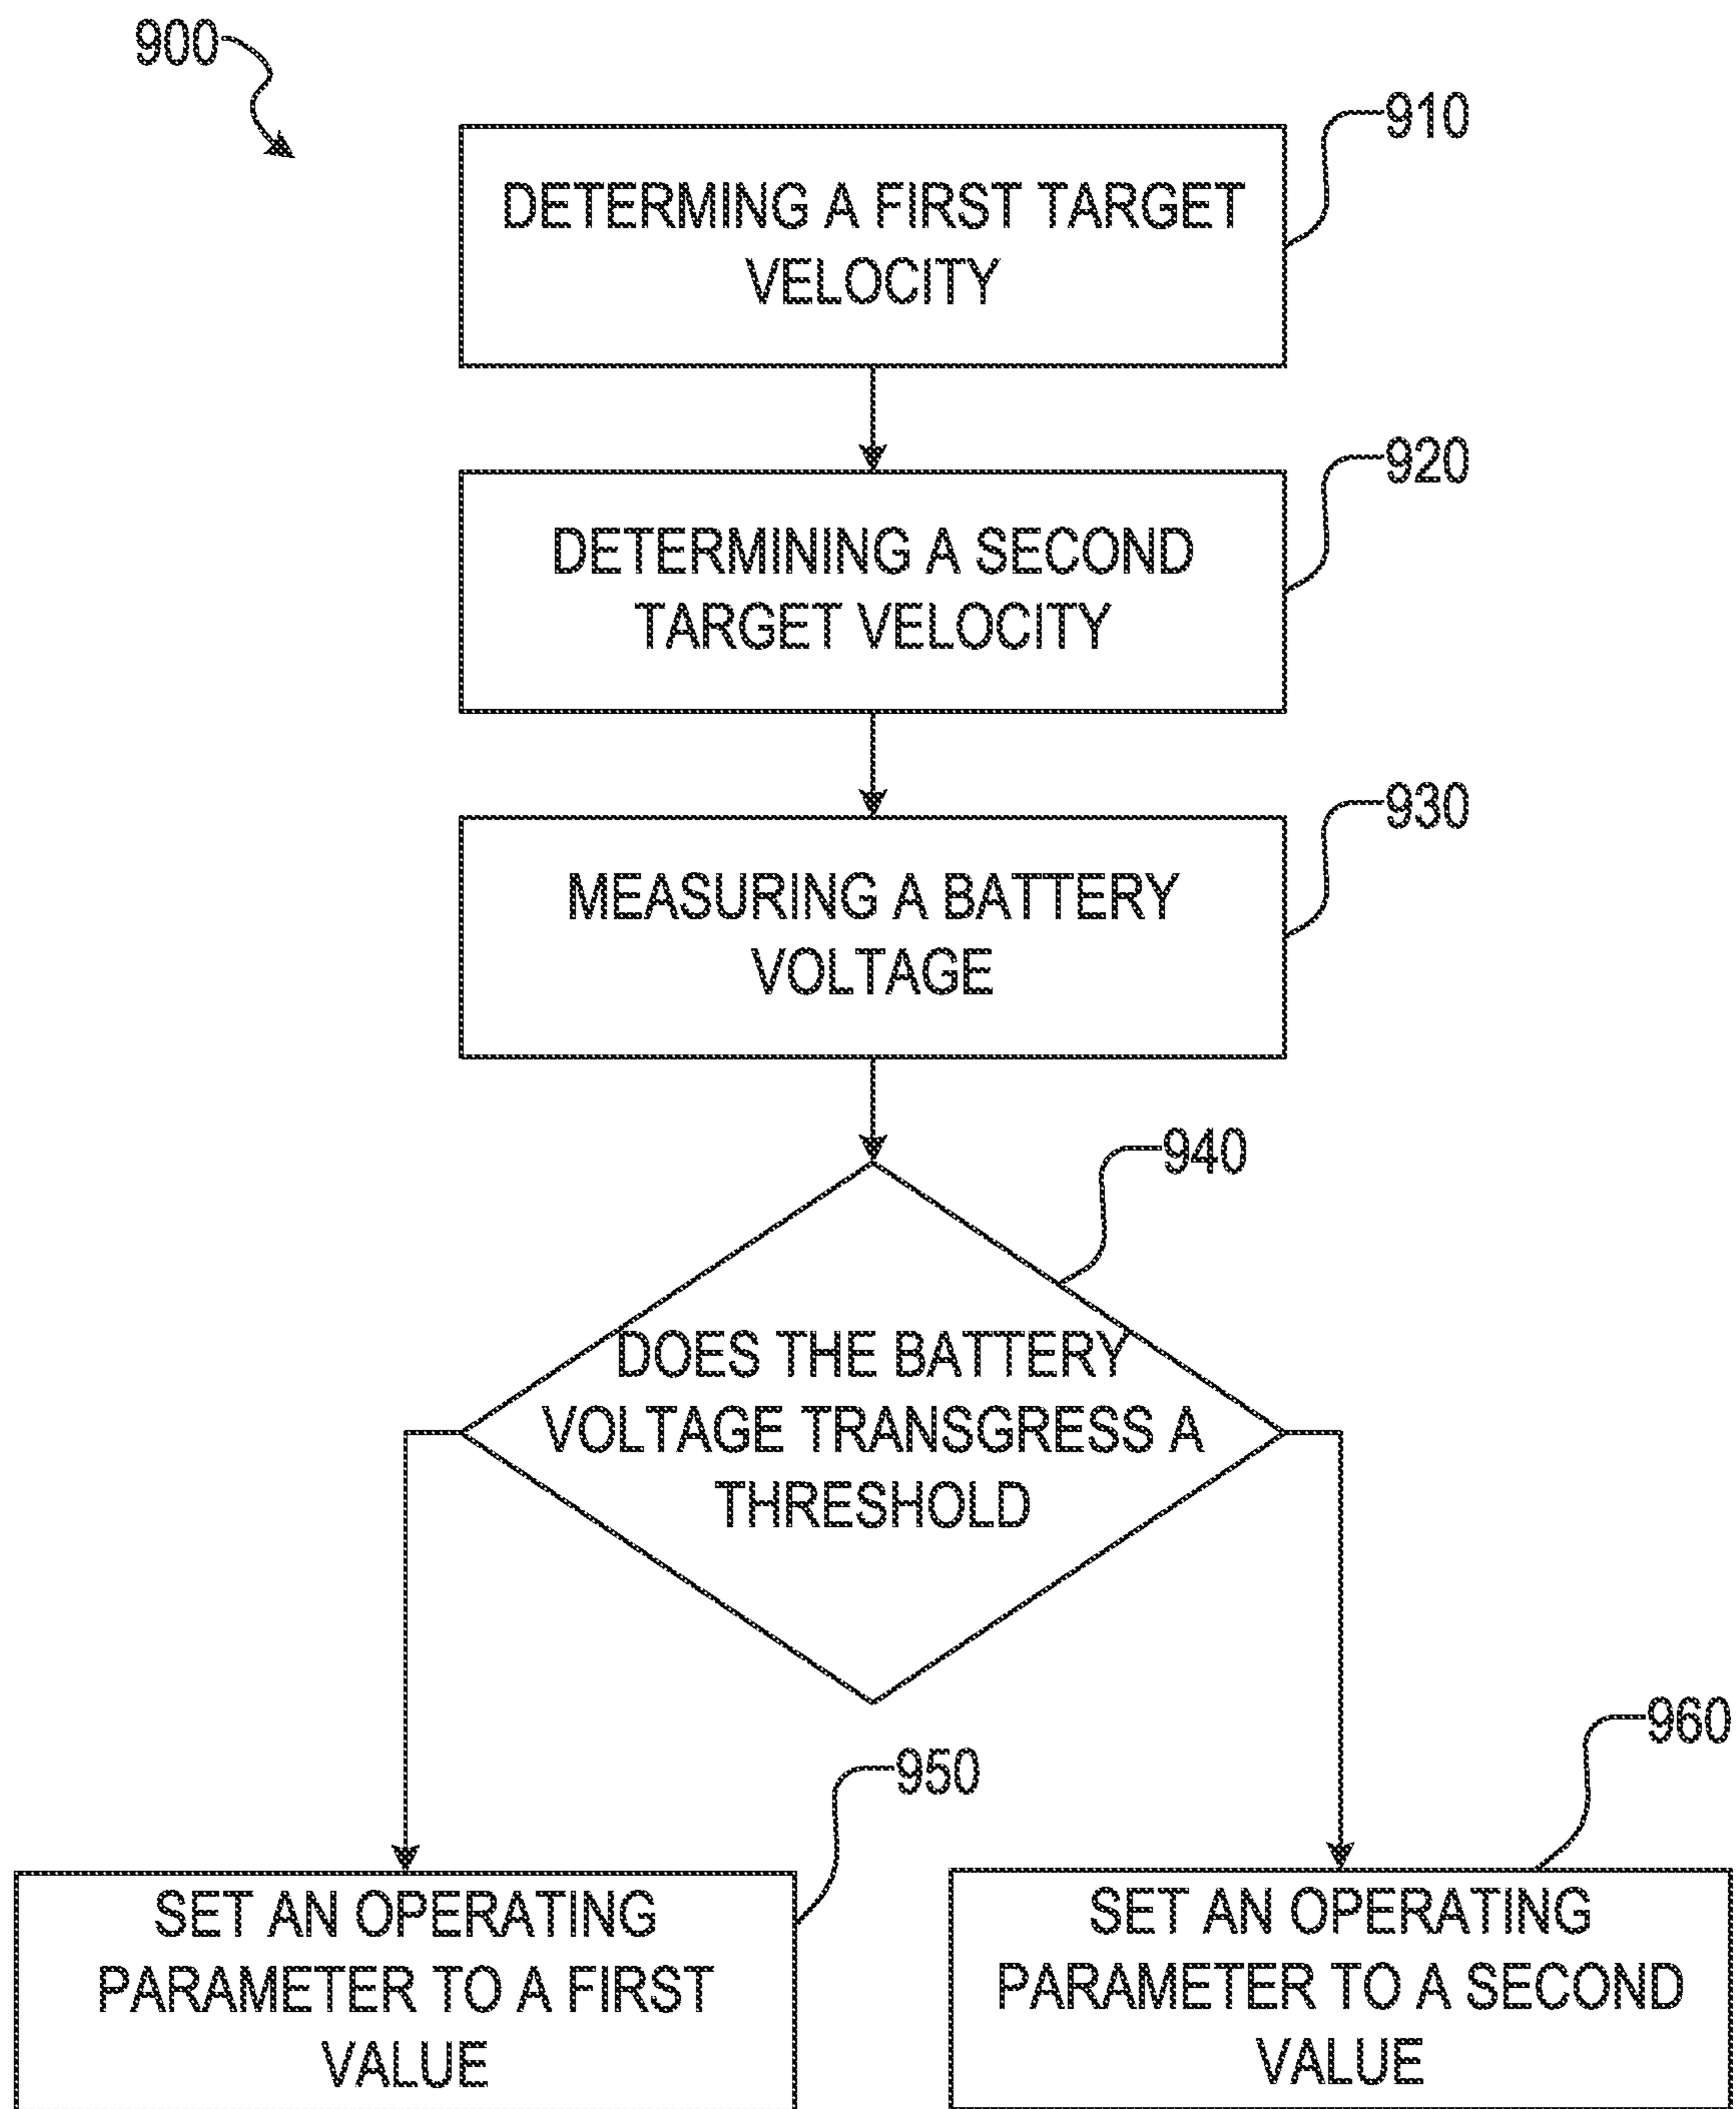 900
910
DETERMING A FIRST TARGET
VELOCITY
920
DETERMINING A SECOND
TARGET VELOCITY
930
MEASURING A BATTERY
VOLTAGE
940
DOES THE BATTERY
VOLTAGE TRANSGRESS A
THRESHOLD
950
SET AN OPERATING
PARAMETER TO A FIRST
VALUE
960
SET AN OPERATING
PARAMETER TO A SECOND
VALUE